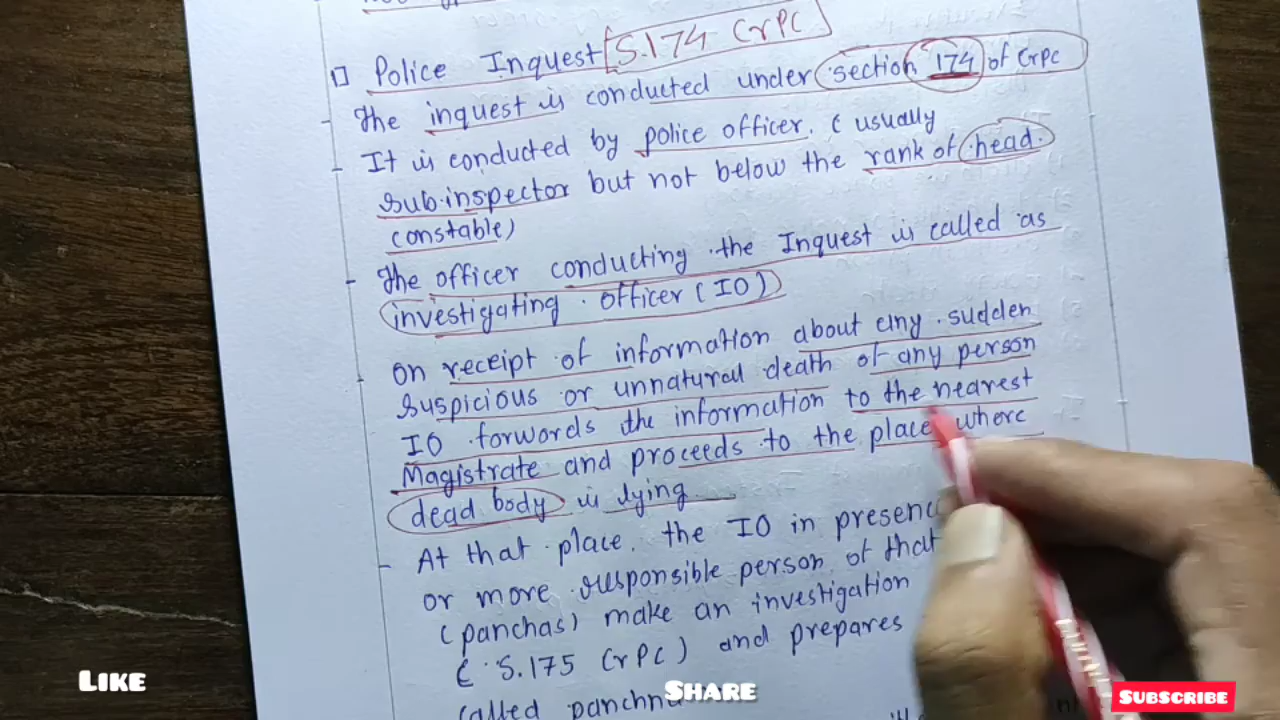 Police Inquest [S.174 CrPC]
- The inquest is conducted under section 174 of CrPC
- It is conducted by police officer. (usually
sub.inspector but not below the rank of head.
constable)
- The officer conducting the Inquest is called as
investigating officer (IO)
- On receipt of information about any sudden
suspicious or unnatural death of any person
IO forwords the information to the nearest
Magistrate and proceeds to the place where
dead body is lying
- At that place, the IO in
or more responsible person of that
(panchas) make an investigation
S.175 CrPC) and prepares
called
LIKE
SHARE
SUBSCRIBE